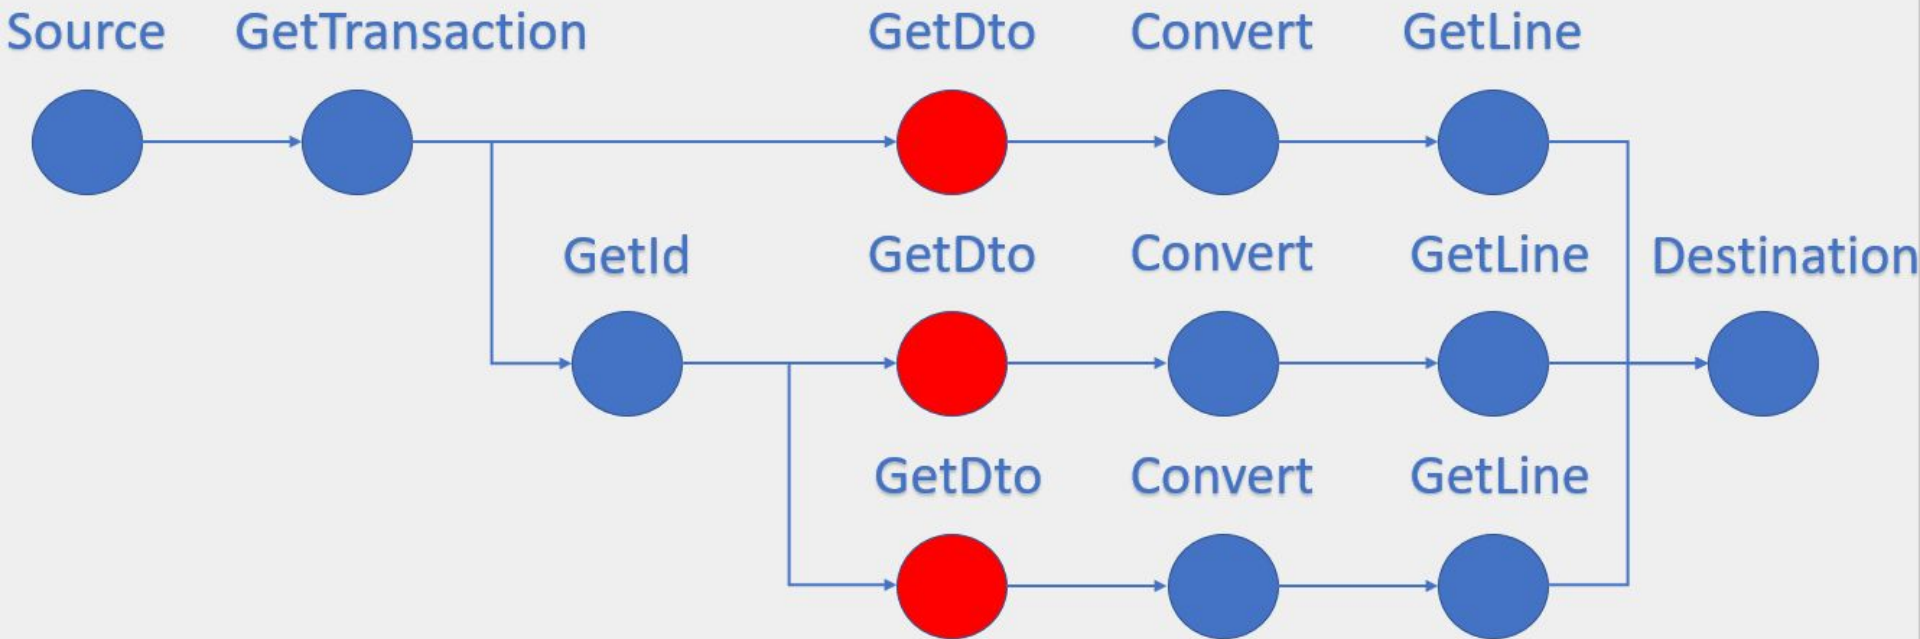 Source GetTransaction GetDto Convert GetLine
GetId GetDto Convert GetLine Destination
GetDto Convert GetLine